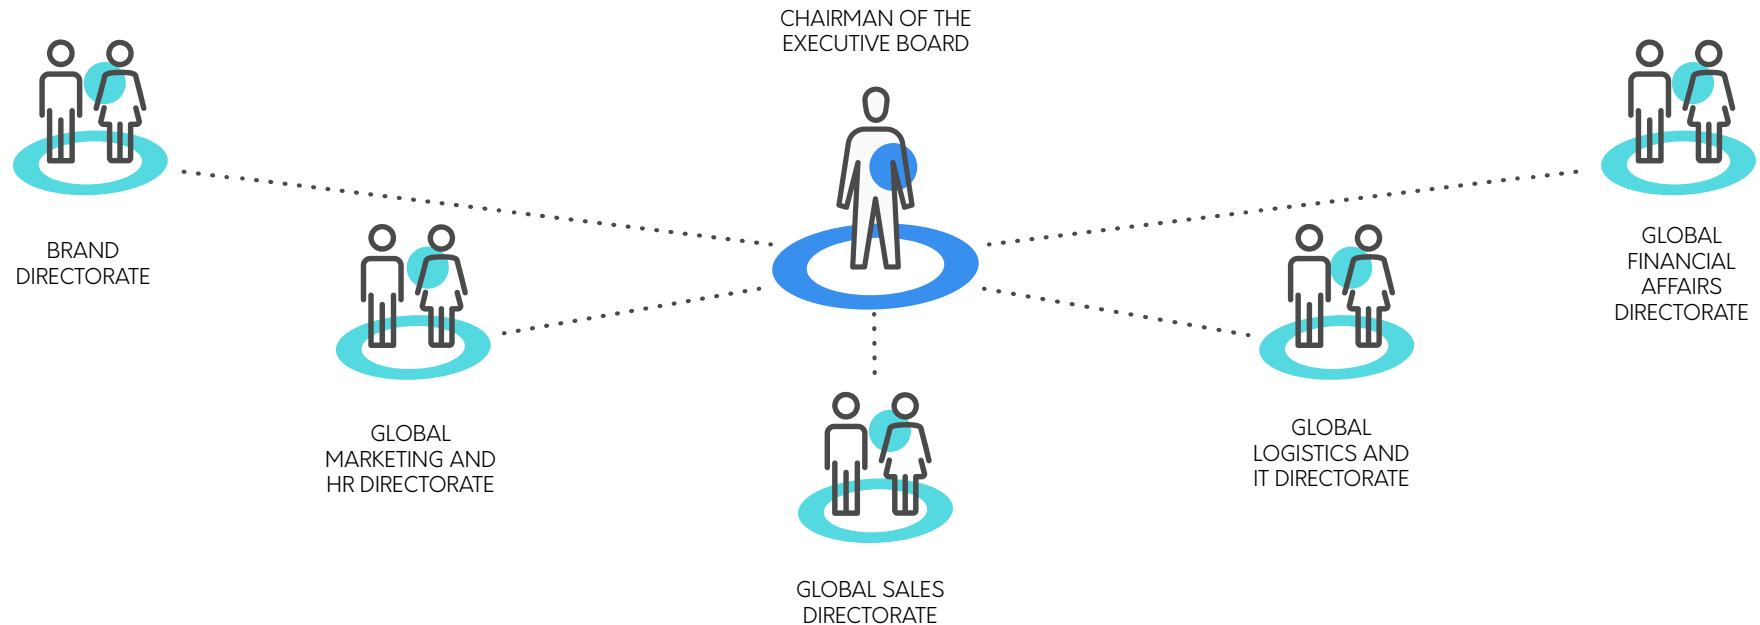 CHAIRMAN OF THE
EXECUTIVE BOARD
BRAND
DIRECTORATE
GLOBAL
MARKETING AND
HR DIRECTORATE
GLOBAL SALES
DIRECTORATE
GLOBAL
LOGISTICS AND
IT DIRECTORATE
GLOBAL
FINANCIAL
AFFAIRS
DIRECTORATE